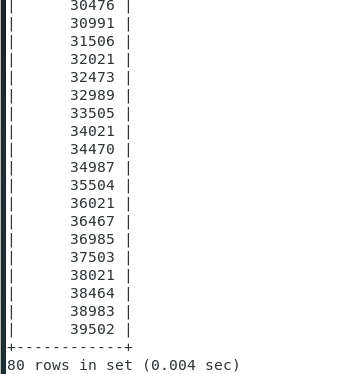 |      30476 |
|      30991 |
|      31506 |
|      32021 |
|      32473 |
|      32989 |
|      33505 |
|      34021 |
|      34470 |
|      34987 |
|      35504 |
|      36021 |
|      36467 |
|      36985 |
|      37503 |
|      38021 |
|      38464 |
|      38983 |
|      39502 |
+------------+
80 rows in set (0.004 sec)